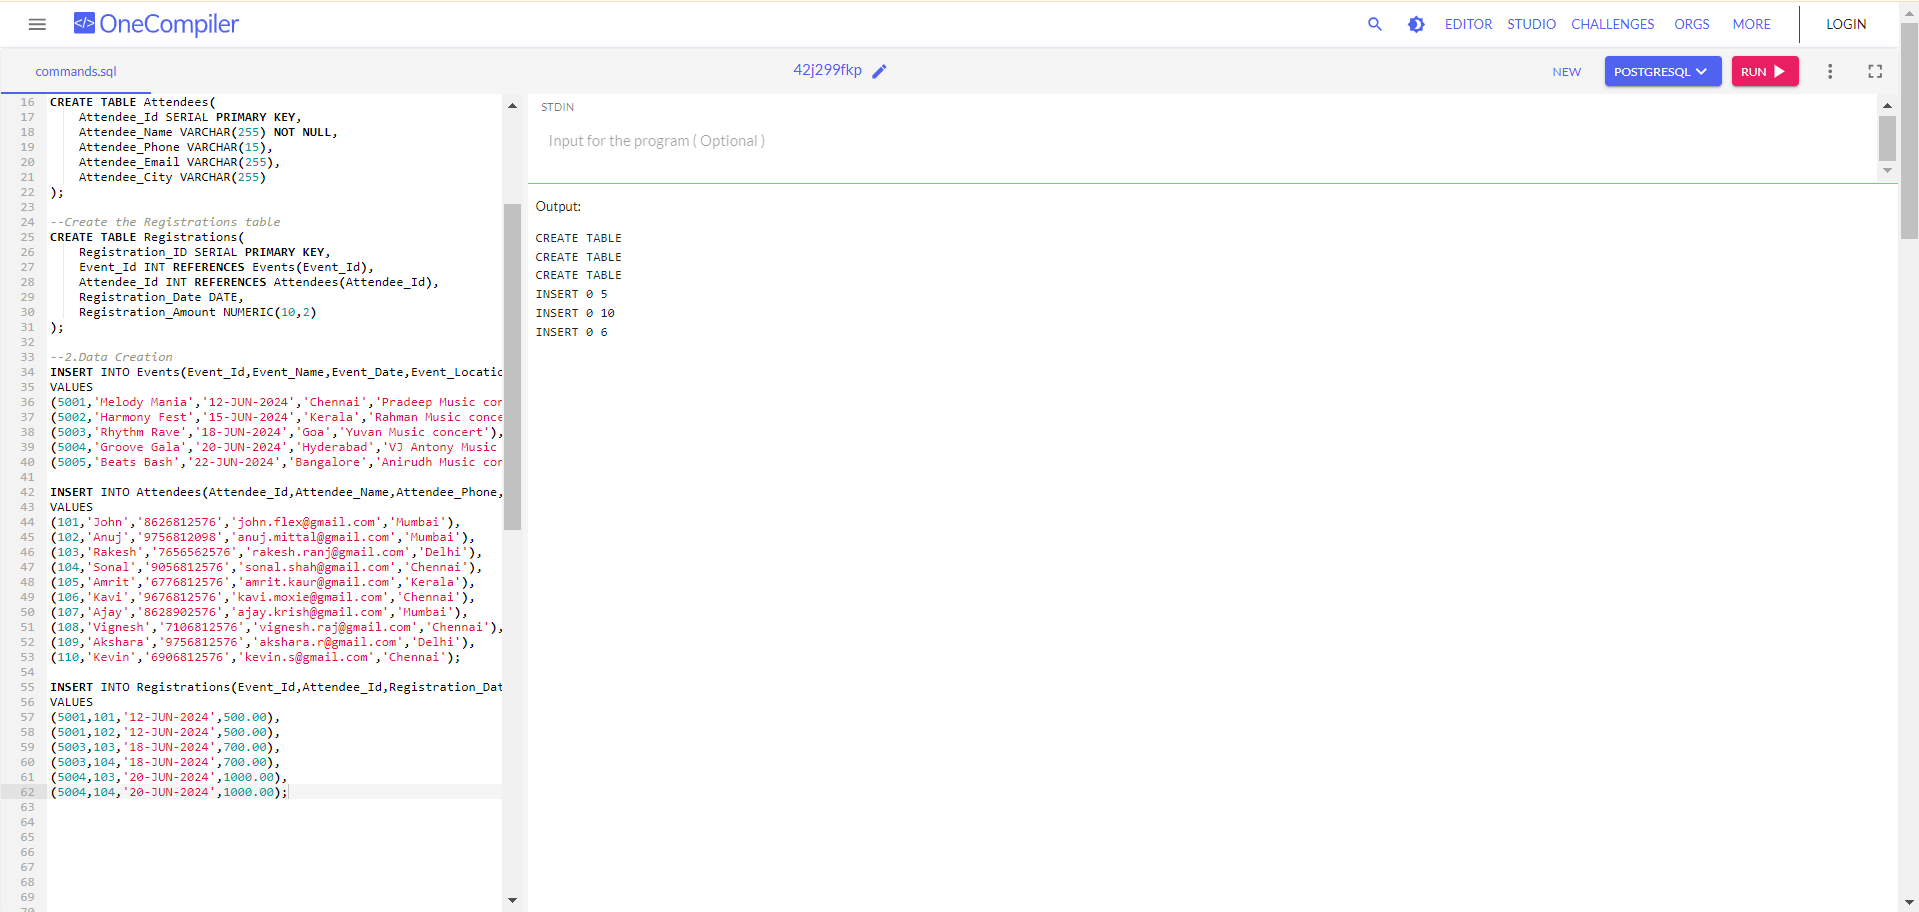 OneCompiler
EDITOR STUDIO CHALLENGES ORGS MORE LOGIN
commands.sql
42j299fkp
NEW POSTGRESQL RUN
16 CREATE TABLE Attendees(
17     Attendee_Id SERIAL PRIMARY KEY,
18     Attendee_Name VARCHAR(255) NOT NULL,
19     Attendee_Phone VARCHAR(15),
20     Attendee_Email VARCHAR(255),
21     Attendee_City VARCHAR(255)
22 );
23
24 --Create the Registrations table
25 CREATE TABLE Registrations(
26     Registration_ID SERIAL PRIMARY KEY,
27     Event_Id INT REFERENCES Events(Event_Id),
28     Attendee_Id INT REFERENCES Attendees(Attendee_Id),
29     Registration_Date DATE,
30     Registration_Amount NUMERIC(10,2)
31 );
32
33 --2.Data Creation
34 INSERT INTO Events(Event_Id,Event_Name,Event_Date,Event_Locatio
35 VALUES
36 (5001,'Melody Mania','12-JUN-2024','Chennai','Pradeep Music con
37 (5002,'Harmony Fest','15-JUN-2024','Kerala','Rahman Music conce
38 (5003,'Rhythm Rave','18-JUN-2024','Goa','Yuvan Music concert'),
39 (5004,'Groove Gala','20-JUN-2024','Hyderabad','VJ Antony Music
40 (5005,'Beats Bash','22-JUN-2024','Bangalore','Anirudh Music con
41
42 INSERT INTO Attendees(Attendee_Id,Attendee_Name,Attendee_Phone,
43 VALUES
44 (101,'John','8626812576','john.flex@gmail.com','Mumbai'),
45 (102,'Anuj','9756812098','anuj.mittal@gmail.com','Mumbai'),
46 (103,'Rakesh','7656562576','rakesh.ranj@gmail.com','Delhi'),
47 (104,'Sonal','9056812576','sonal.shah@gmail.com','Chennai'),
48 (105,'Amrit','6776812576','amrit.kaur@gmail.com','Kerala'),
49 (106,'Kavi','9676812576','kavi.moxie@gmail.com','Chennai'),
50 (107,'Ajay','8628902576','ajay.krish@gmail.com','Mumbai'),
51 (108,'Vignesh','7106812576','vignesh.raj@gmail.com','Chennai'),
52 (109,'Akshara','9756812576','akshara.r@gmail.com','Delhi'),
53 (110,'Kevin','6906812576','kevin.s@gmail.com','Chennai');
54
55 INSERT INTO Registrations(Event_Id,Attendee_Id,Registration_Dat
56 VALUES
57 (5001,101,'12-JUN-2024',500.00),
58 (5001,102,'12-JUN-2024',500.00),
59 (5003,103,'18-JUN-2024',700.00),
60 (5003,104,'18-JUN-2024',700.00),
61 (5004,103,'20-JUN-2024',1000.00),
62 (5004,104,'20-JUN-2024',1000.00);
63
64
65
66
67
68
69
70
STDIN
Input for the program ( Optional )
Output:
CREATE TABLE
CREATE TABLE
CREATE TABLE
INSERT 0 5
INSERT 0 10
INSERT 0 6